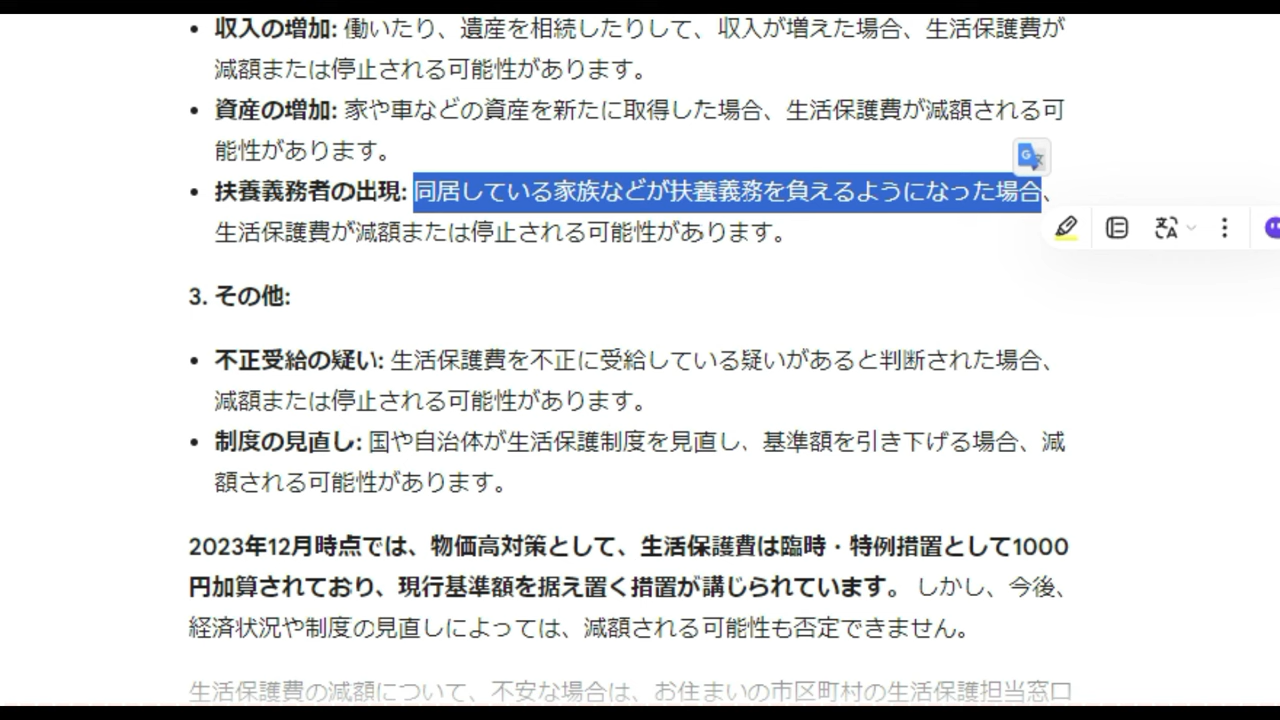 • 収入の増加: 働いたり、遺産を相続したりして、収入が増えた場合、生活保護費が
減額または停止される可能性があります。
• 資産の増加: 家や車などの資産を新たに取得した場合、生活保護費が減額される可
能性があります。
• 扶養義務者の出現: 同居している家族などが扶養義務を負えるようになった場合、
生活保護費が減額または停止される可能性があります。
3. その他:
• 不正受給の疑い: 生活保護費を不正に受給している疑いがあると判断された場合、
減額または停止される可能性があります。
• 制度の見直し: 国や自治体が生活保護制度を見直し、基準額を引き下げる場合、減
額される可能性があります。
2023年12月時点では、物価高対策として、生活保護費は臨時・特例措置として1000
円加算されており、現行基準額を据え置く措置が講じられています。 しかし、今後、
経済状況や制度の見直しによっては、減額される可能性も否定できません。
生活保護費の減額について、不安な場合は、お住まいの市区町村の生活保護担当窓口